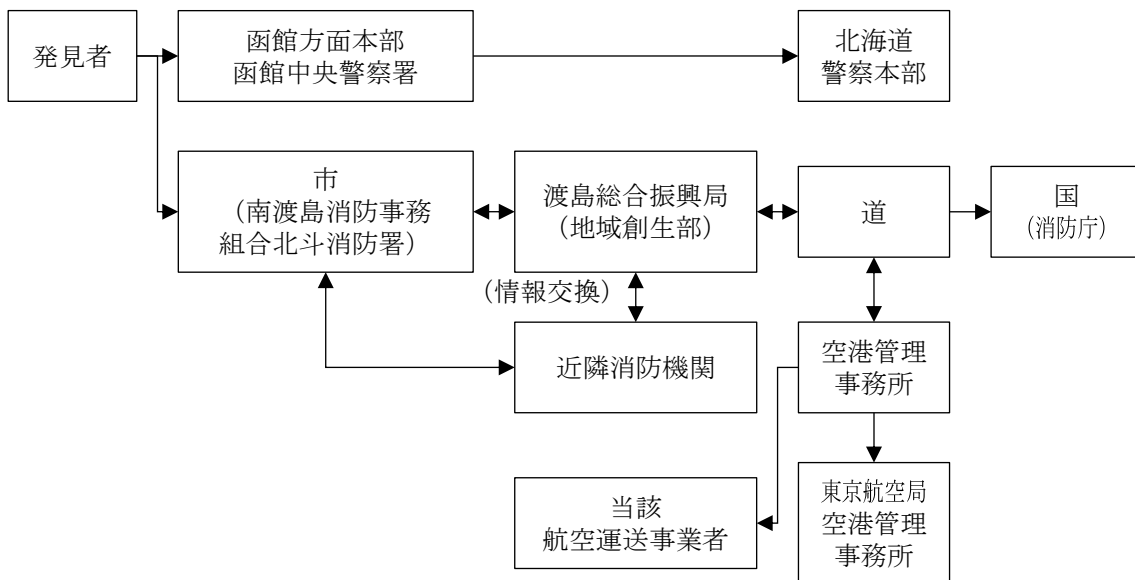 発見者
函館方面本部
函館中央警察署
北海道
警察本部
市
（南渡島消防事務
組合北斗消防署）
渡島総合振興局
（地域創生部）
道
国
（消防庁）
（情報交換）
近隣消防機関
空港管理
事務所
当該
航空運送事業者
東京航空局
空港管理
事務所